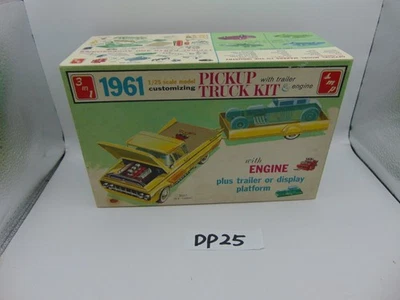 3 in 1
1961
1/25 scale model
customizing
PICKUP
TRUCK KIT
with trailer
& engine
amt
with
ENGINE
plus trailer or display
platform
DP25